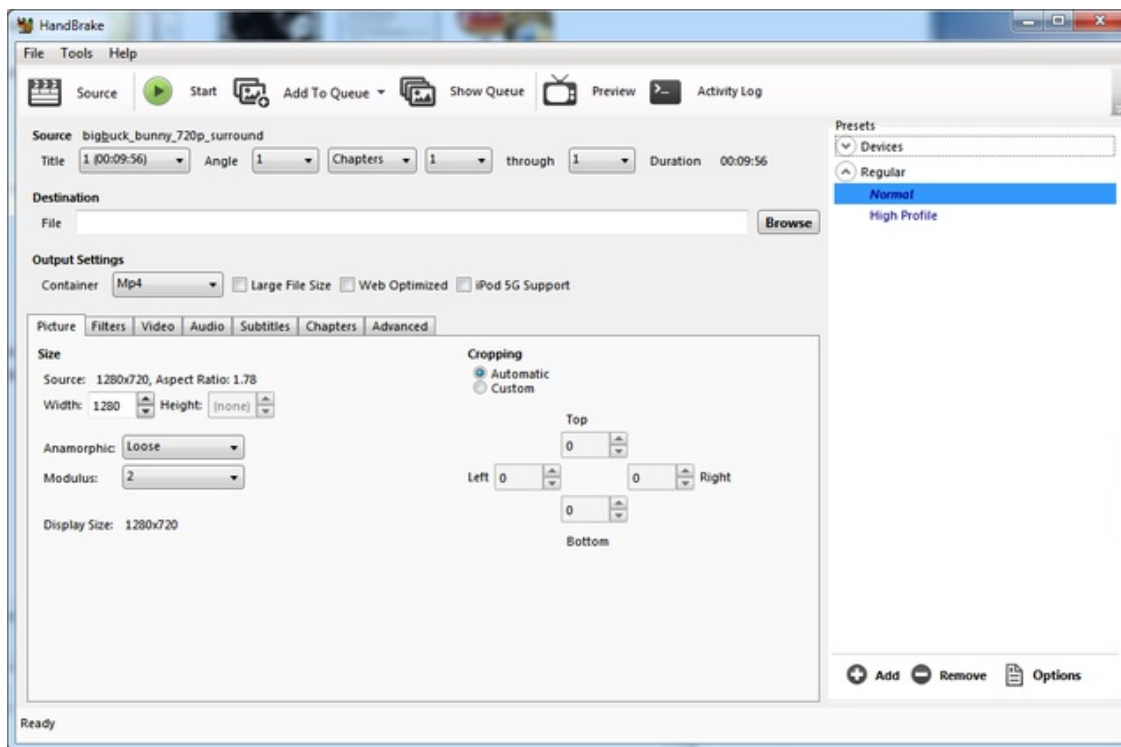 HandBrake
File Tools Help
Source Start Add To Queue Show Queue Preview Activity Log
Source bigbuck_bunny_720p_surround
Title 1 (00:09:56) Angle 1 Chapters 1 through 1 Duration 00:09:56
Destination
File Browse
Output Settings
Container Mp4 Large File Size Web Optimized iPod 5G Support
Picture Filters Video Audio Subtitles Chapters Advanced
Size
Source: 1280x720, Aspect Ratio: 1.78
Width: 1280 Height: (none)
Anamorphic: Loose
Modulus: 2
Display Size: 1280x720
Cropping
Automatic
Custom
Top
0
Left 0 0 Right
0
Bottom
Presets
Devices
Regular
Normal
High Profile
Add Remove Options
Ready